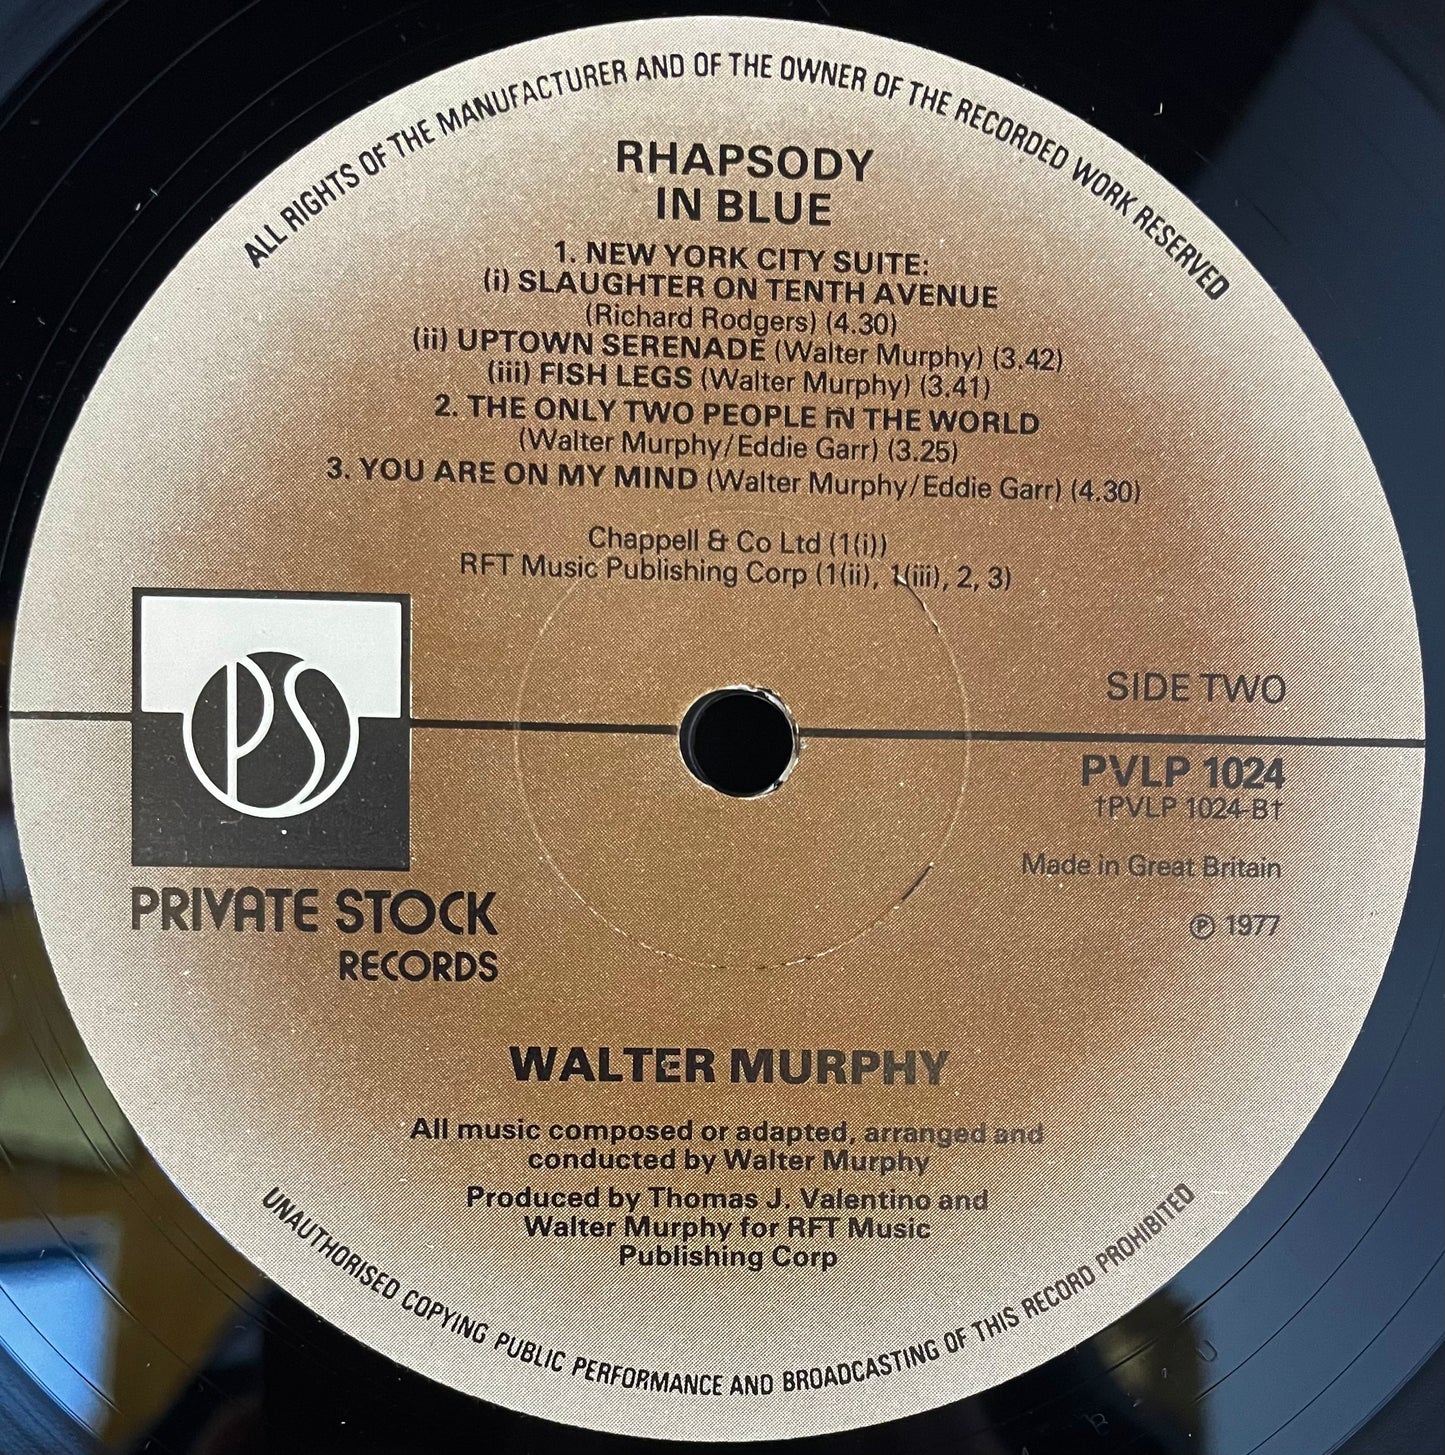 ALL RIGHTS OF THE MANUFACTURER AND OF THE OWNER OF THE RECORDED WORK RESERVED
RHAPSODY
IN BLUE
1. NEW YORK CITY SUITE:
(i) SLAUGHTER ON TENTH AVENUE
(Richard Rodgers) (4.30)
(ii) UPTOWN SERENADE (Walter Murphy) (3.42)
(iii) FISH LEGS (Walter Murphy) (3.41)
2. THE ONLY TWO PEOPLE IN THE WORLD
(Walter Murphy/Eddie Garr) (3.25)
3. YOU ARE ON MY MIND (Walter Murphy/Eddie Garr) (4.30)
Chappell & Co Ltd (1(i))
RFT Music Publishing Corp (1(ii), 1(iii), 2, 3)
PS
PRIVATE STOCK
RECORDS
SIDE TWO
PVLP 1024
†PVLP 1024-B†
Made in Great Britain
℗ 1977
WALTER MURPHY
All music composed or adapted, arranged and
conducted by Walter Murphy
Produced by Thomas J. Valentino and
Walter Murphy for RFT Music
Publishing Corp
UNAUTHORISED COPYING PUBLIC PERFORMANCE AND BROADCASTING OF THIS RECORD PROHIBITED